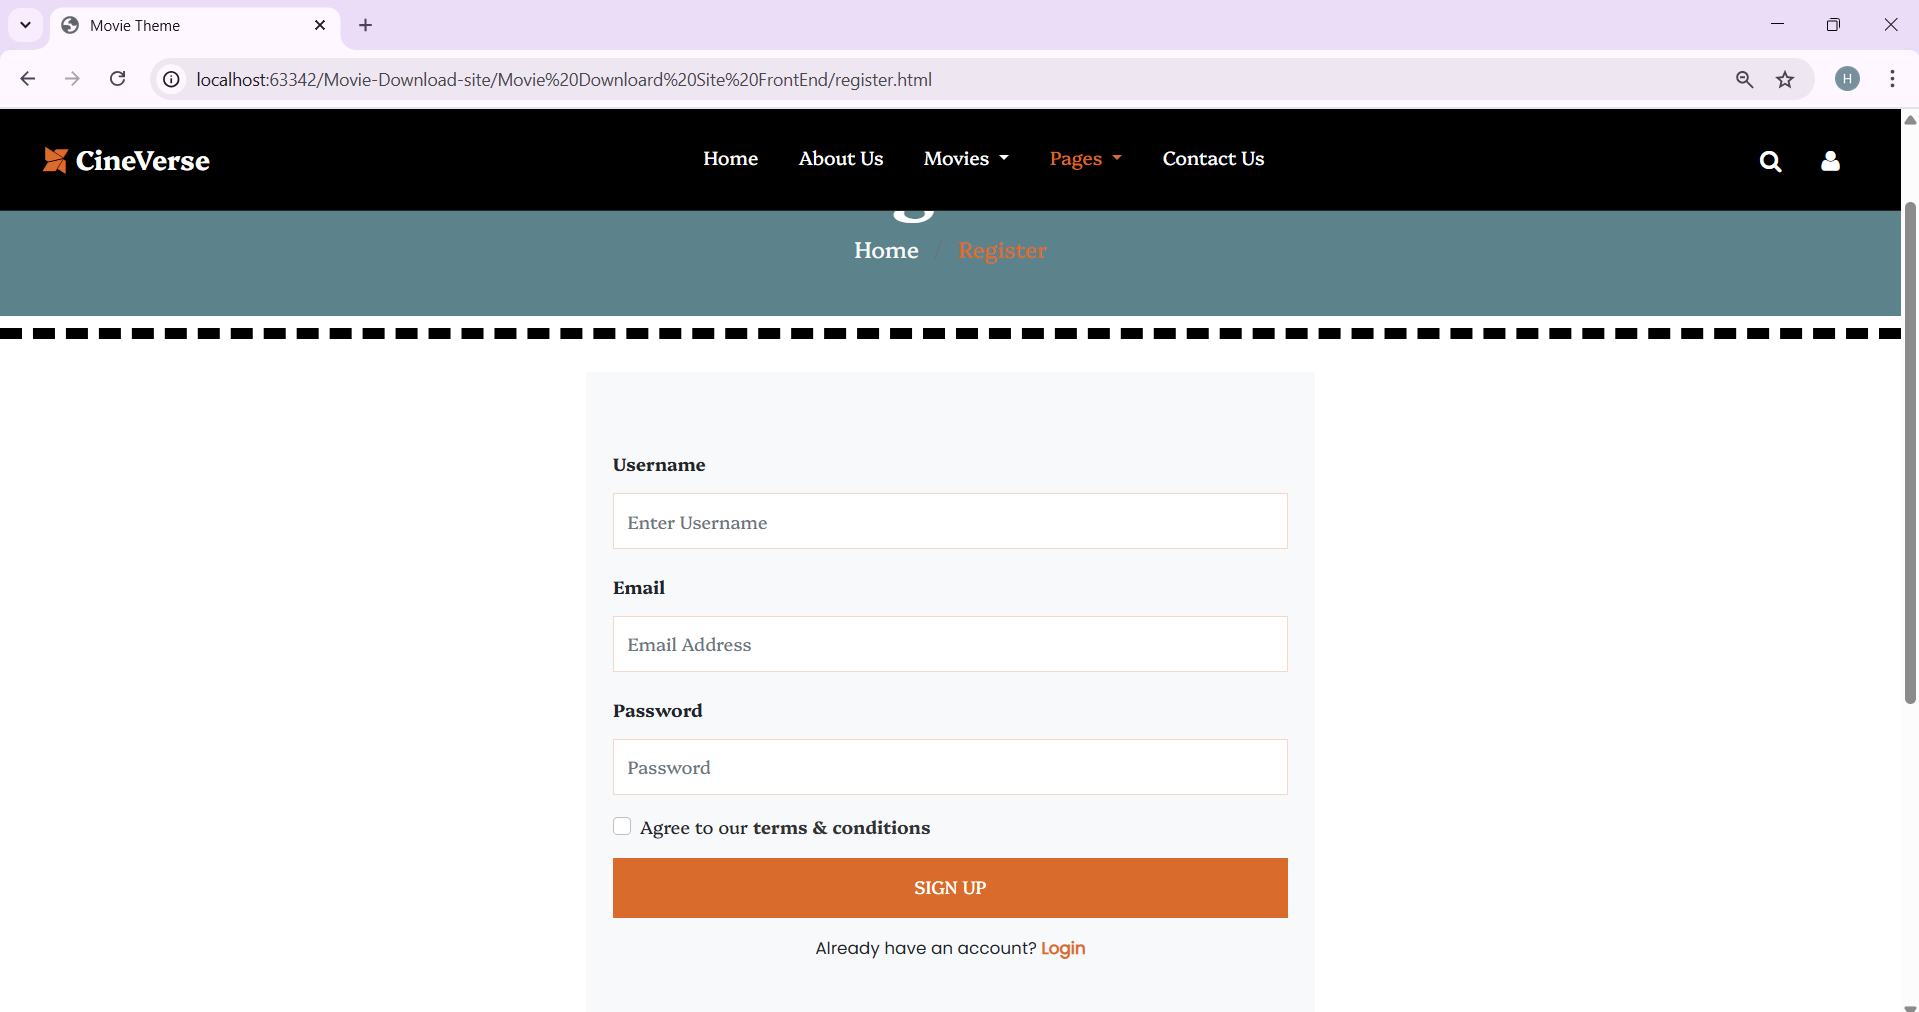 Movie Theme
localhost:63342/Movie-Download-site/Movie%20Downloard%20Site%20FrontEnd/register.html
H
CineVerse
Home
About Us
Movies
Pages
Contact Us
Home / Register
Username
Enter Username
Email
Email Address
Password
Password
Agree to our terms & conditions
SIGN UP
Already have an account? Login